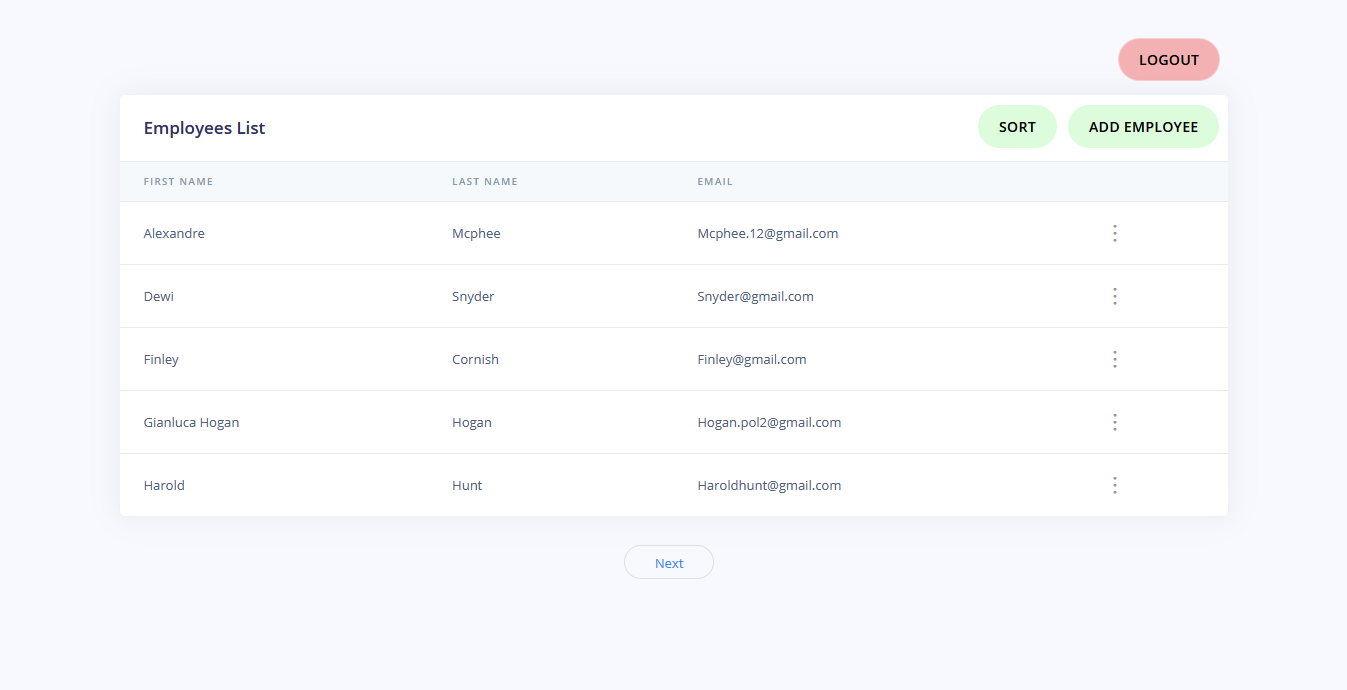 LOGOUT
Employees List SORT ADD EMPLOYEE
FIRST NAME LAST NAME EMAIL
Alexandre Mcphee Mcphee.12@gmail.com
Dewi Snyder Snyder@gmail.com
Finley Cornish Finley@gmail.com
Gianluca Hogan Hogan Hogan.pol2@gmail.com
Harold Hunt Haroldhunt@gmail.com
Next